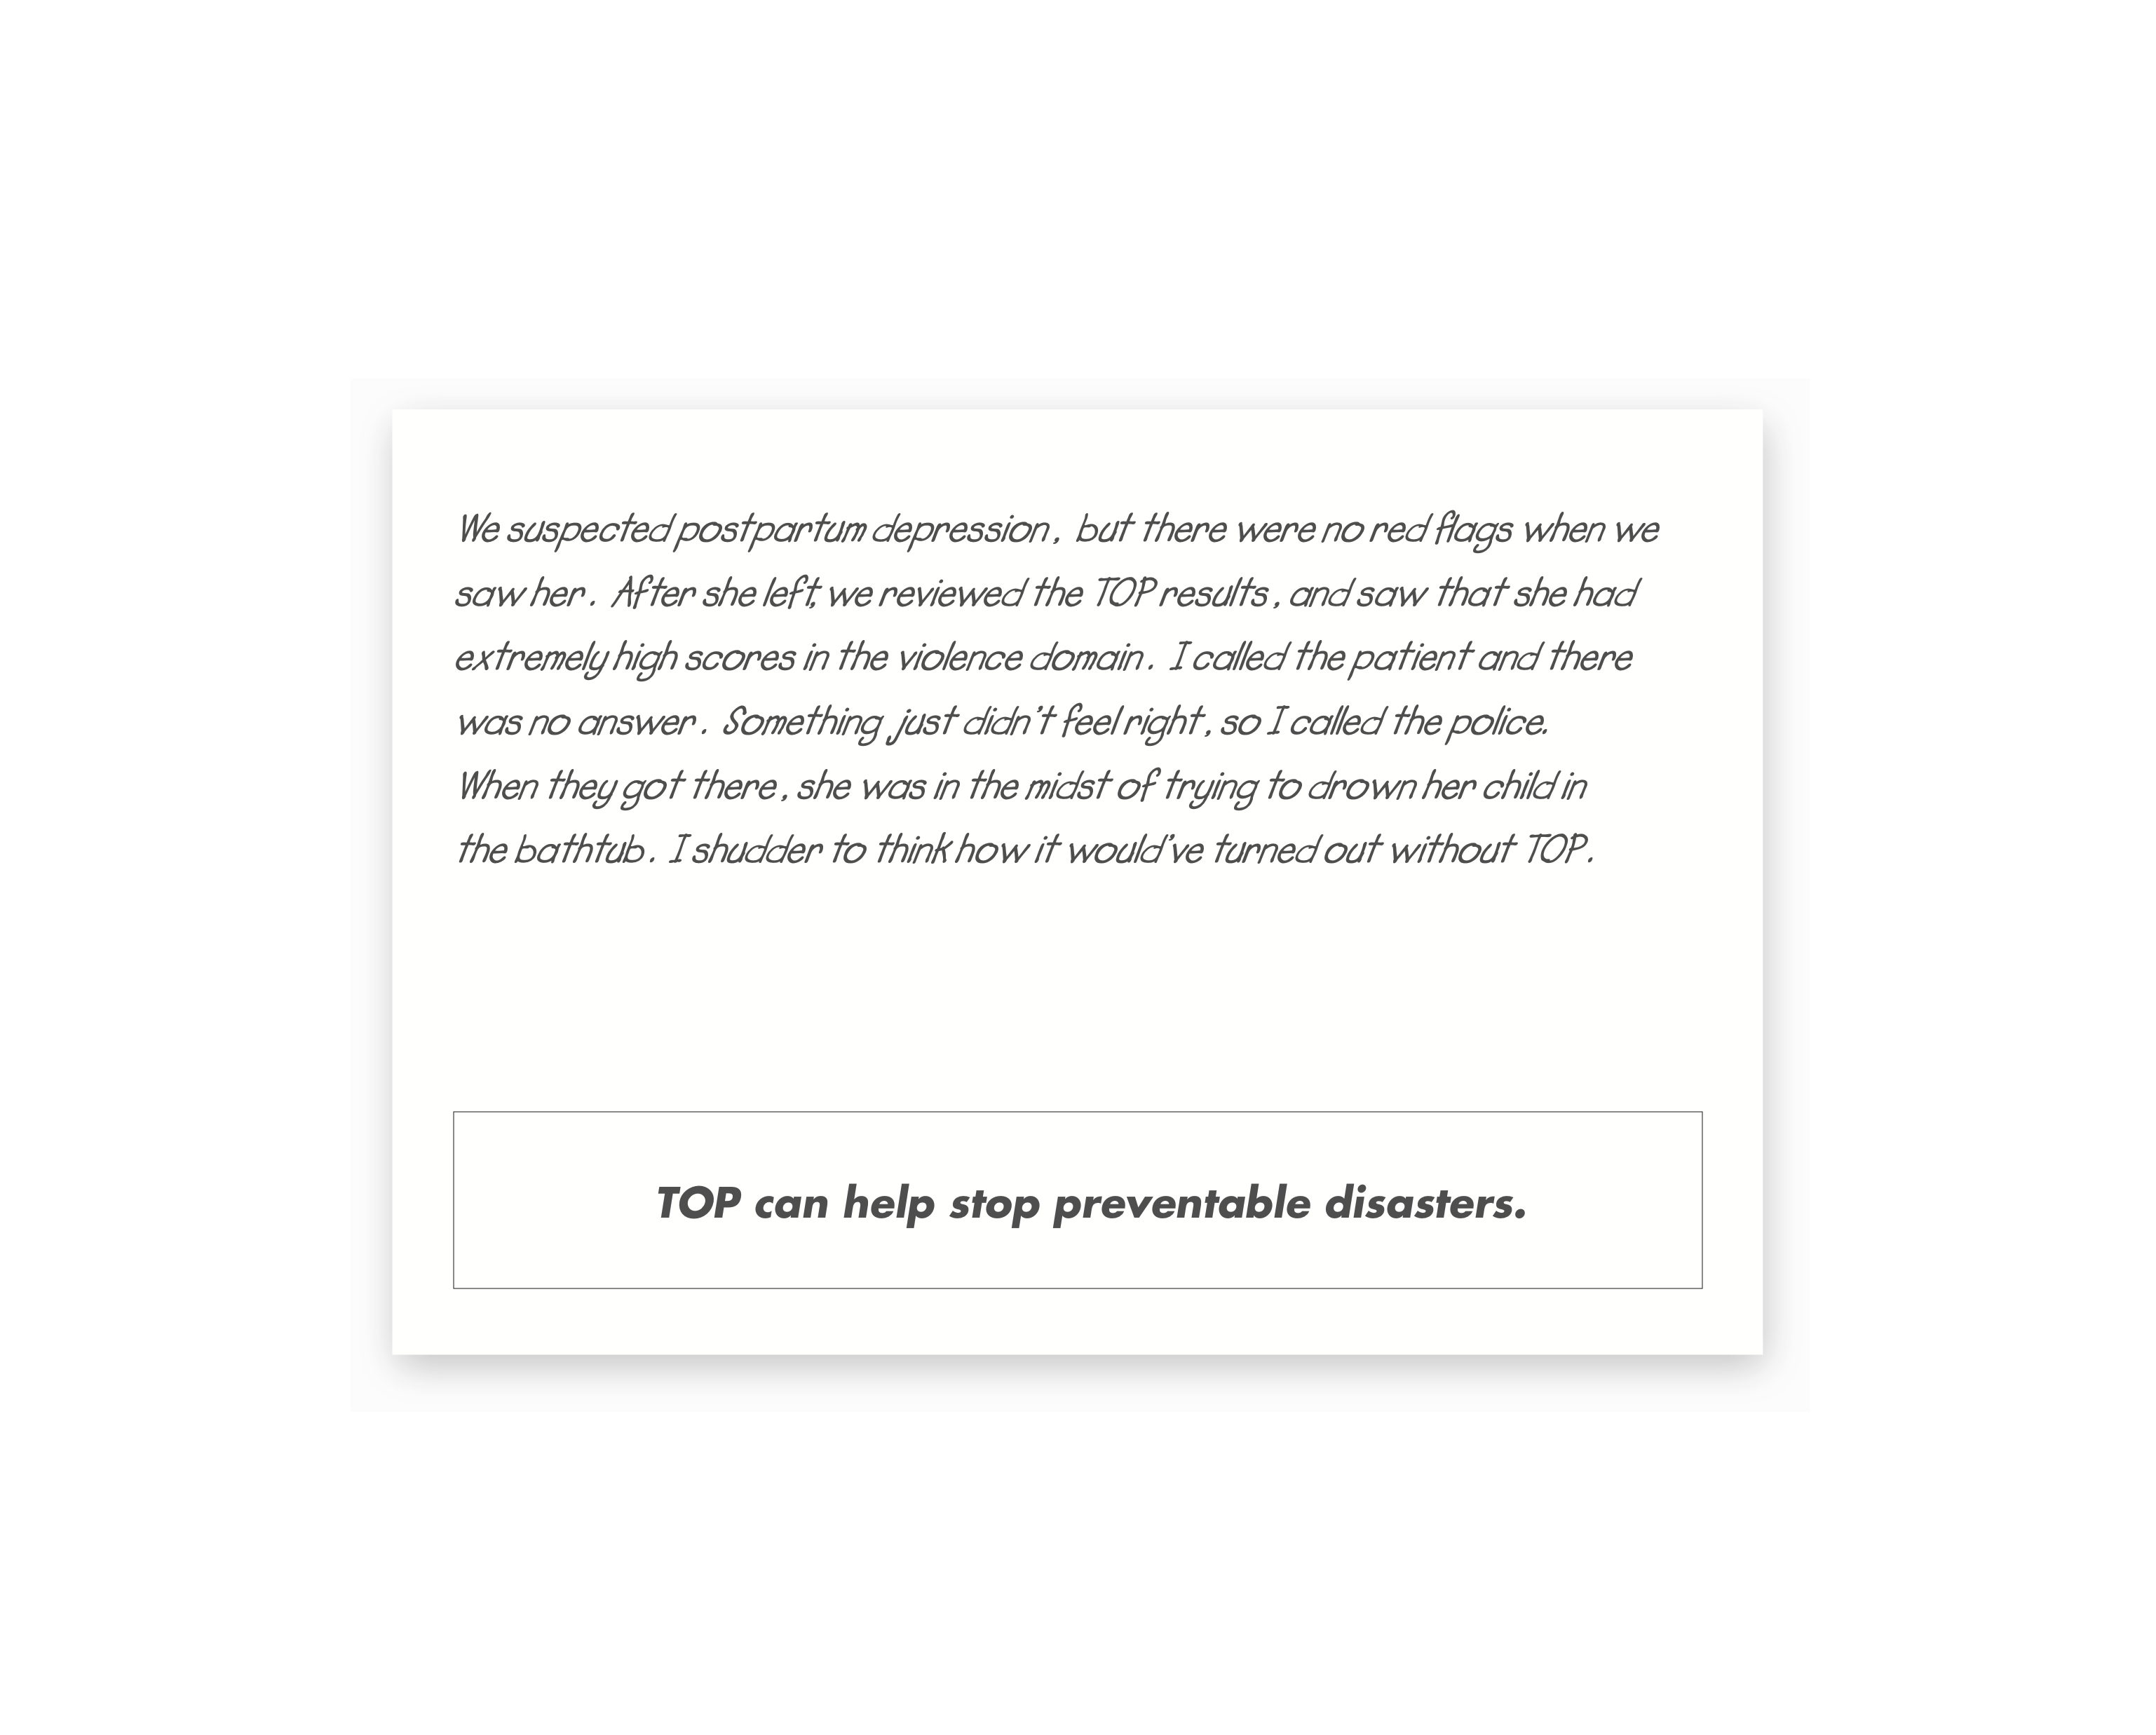 We suspected postpartum depression, but there were no red flags when we
saw her. After she left, we reviewed the TOP results, and saw that she had
extremely high scores in the violence domain. I called the patient and there
was no answer. Something just didn't feel right, so I called the police.
When they got there, she was in the midst of trying to drown her child in
the bathtub. I shudder to think how it would've turned out without TOP.
TOP can help stop preventable disasters.